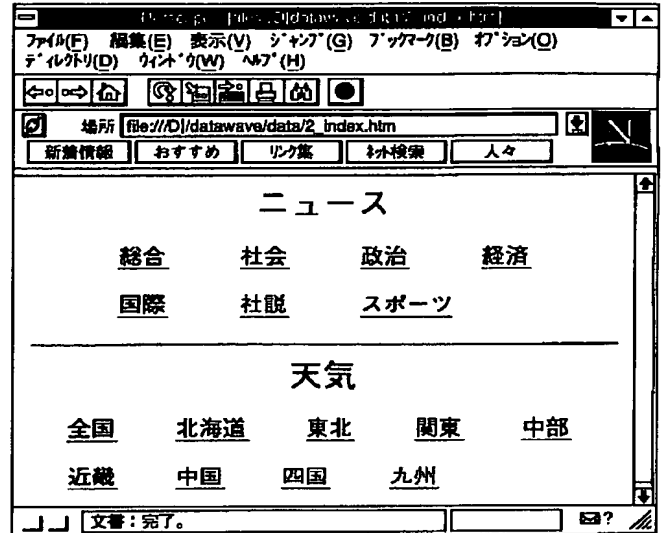 ファイル(F) 編集(E) 表示(V) ジャンプ(G) ブックマーク(B) オプション(O)
ディレクトリ(D) ウィンドウ(W) ヘルプ(H)
場所 file:///D|/datawave/data/2_index.htm
新着情報 おすすめ リンク集 ネット検索 人々
ニュース
総合 社会 政治 経済
国際 社説 スポーツ
天気
全国 北海道 東北 関東 中部
近畿 中国 四国 九州
文書：完了。 ?